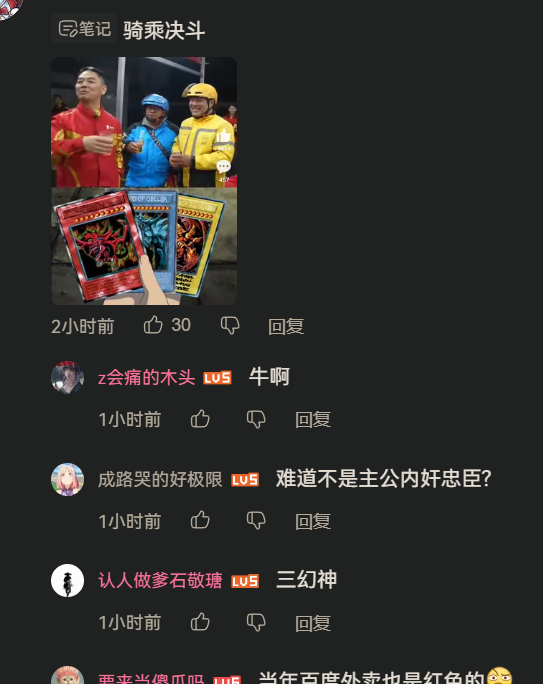 笔记 骑乘决斗
457
2小时前 30 回复
z会痛的木头 LV5 牛啊
1小时前 回复
成路哭的好极限 LV5 难道不是主公内奸忠臣?
1小时前 回复
认人做爹石敬瑭 LV5 三幻神
1小时前 回复
要来当傻瓜吗 LV5 当年百度外卖也是红色的